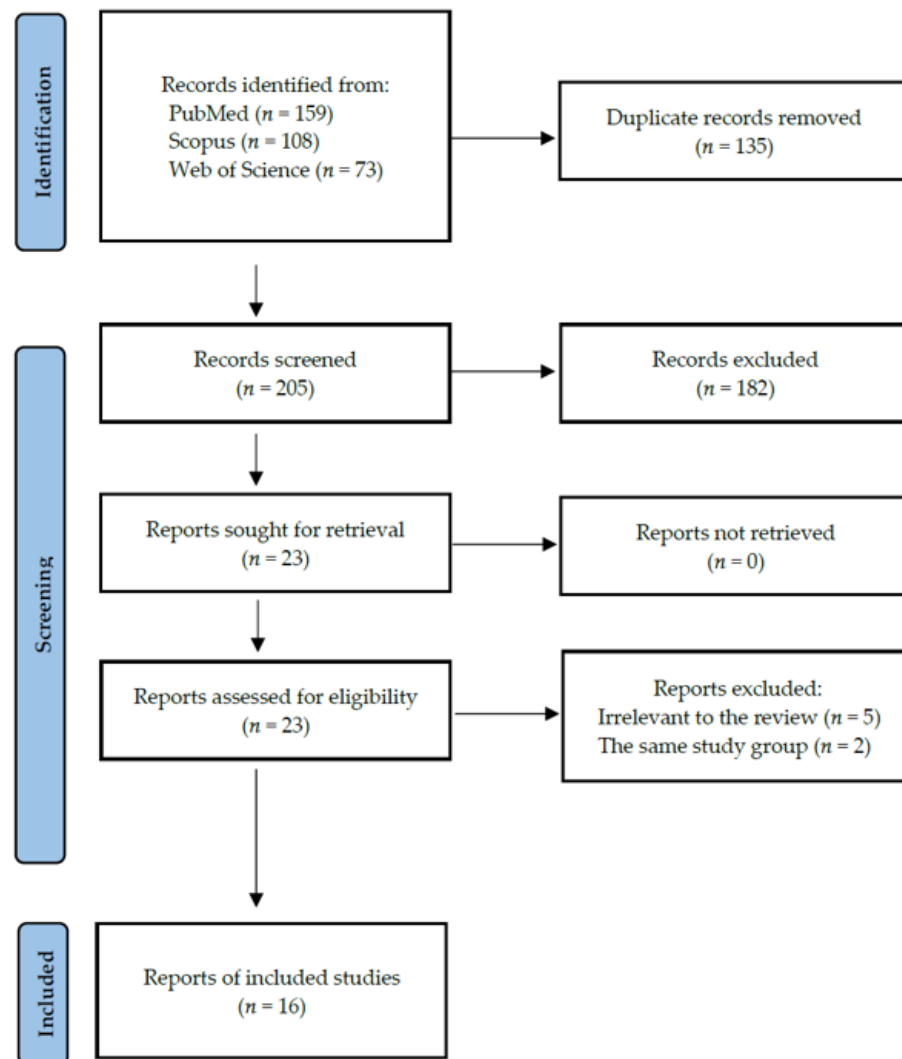 Identification
Records identified from:
PubMed (n = 159)
Scopus (n = 108)
Web of Science (n = 73)
Duplicate records removed
(n = 135)
Screening
Records screened
(n = 205)
Records excluded
(n = 182)
Reports sought for retrieval
(n = 23)
Reports not retrieved
(n = 0)
Reports assessed for eligibility
(n = 23)
Reports excluded:
Irrelevant to the review (n = 5)
The same study group (n = 2)
Included
Reports of included studies
(n = 16)